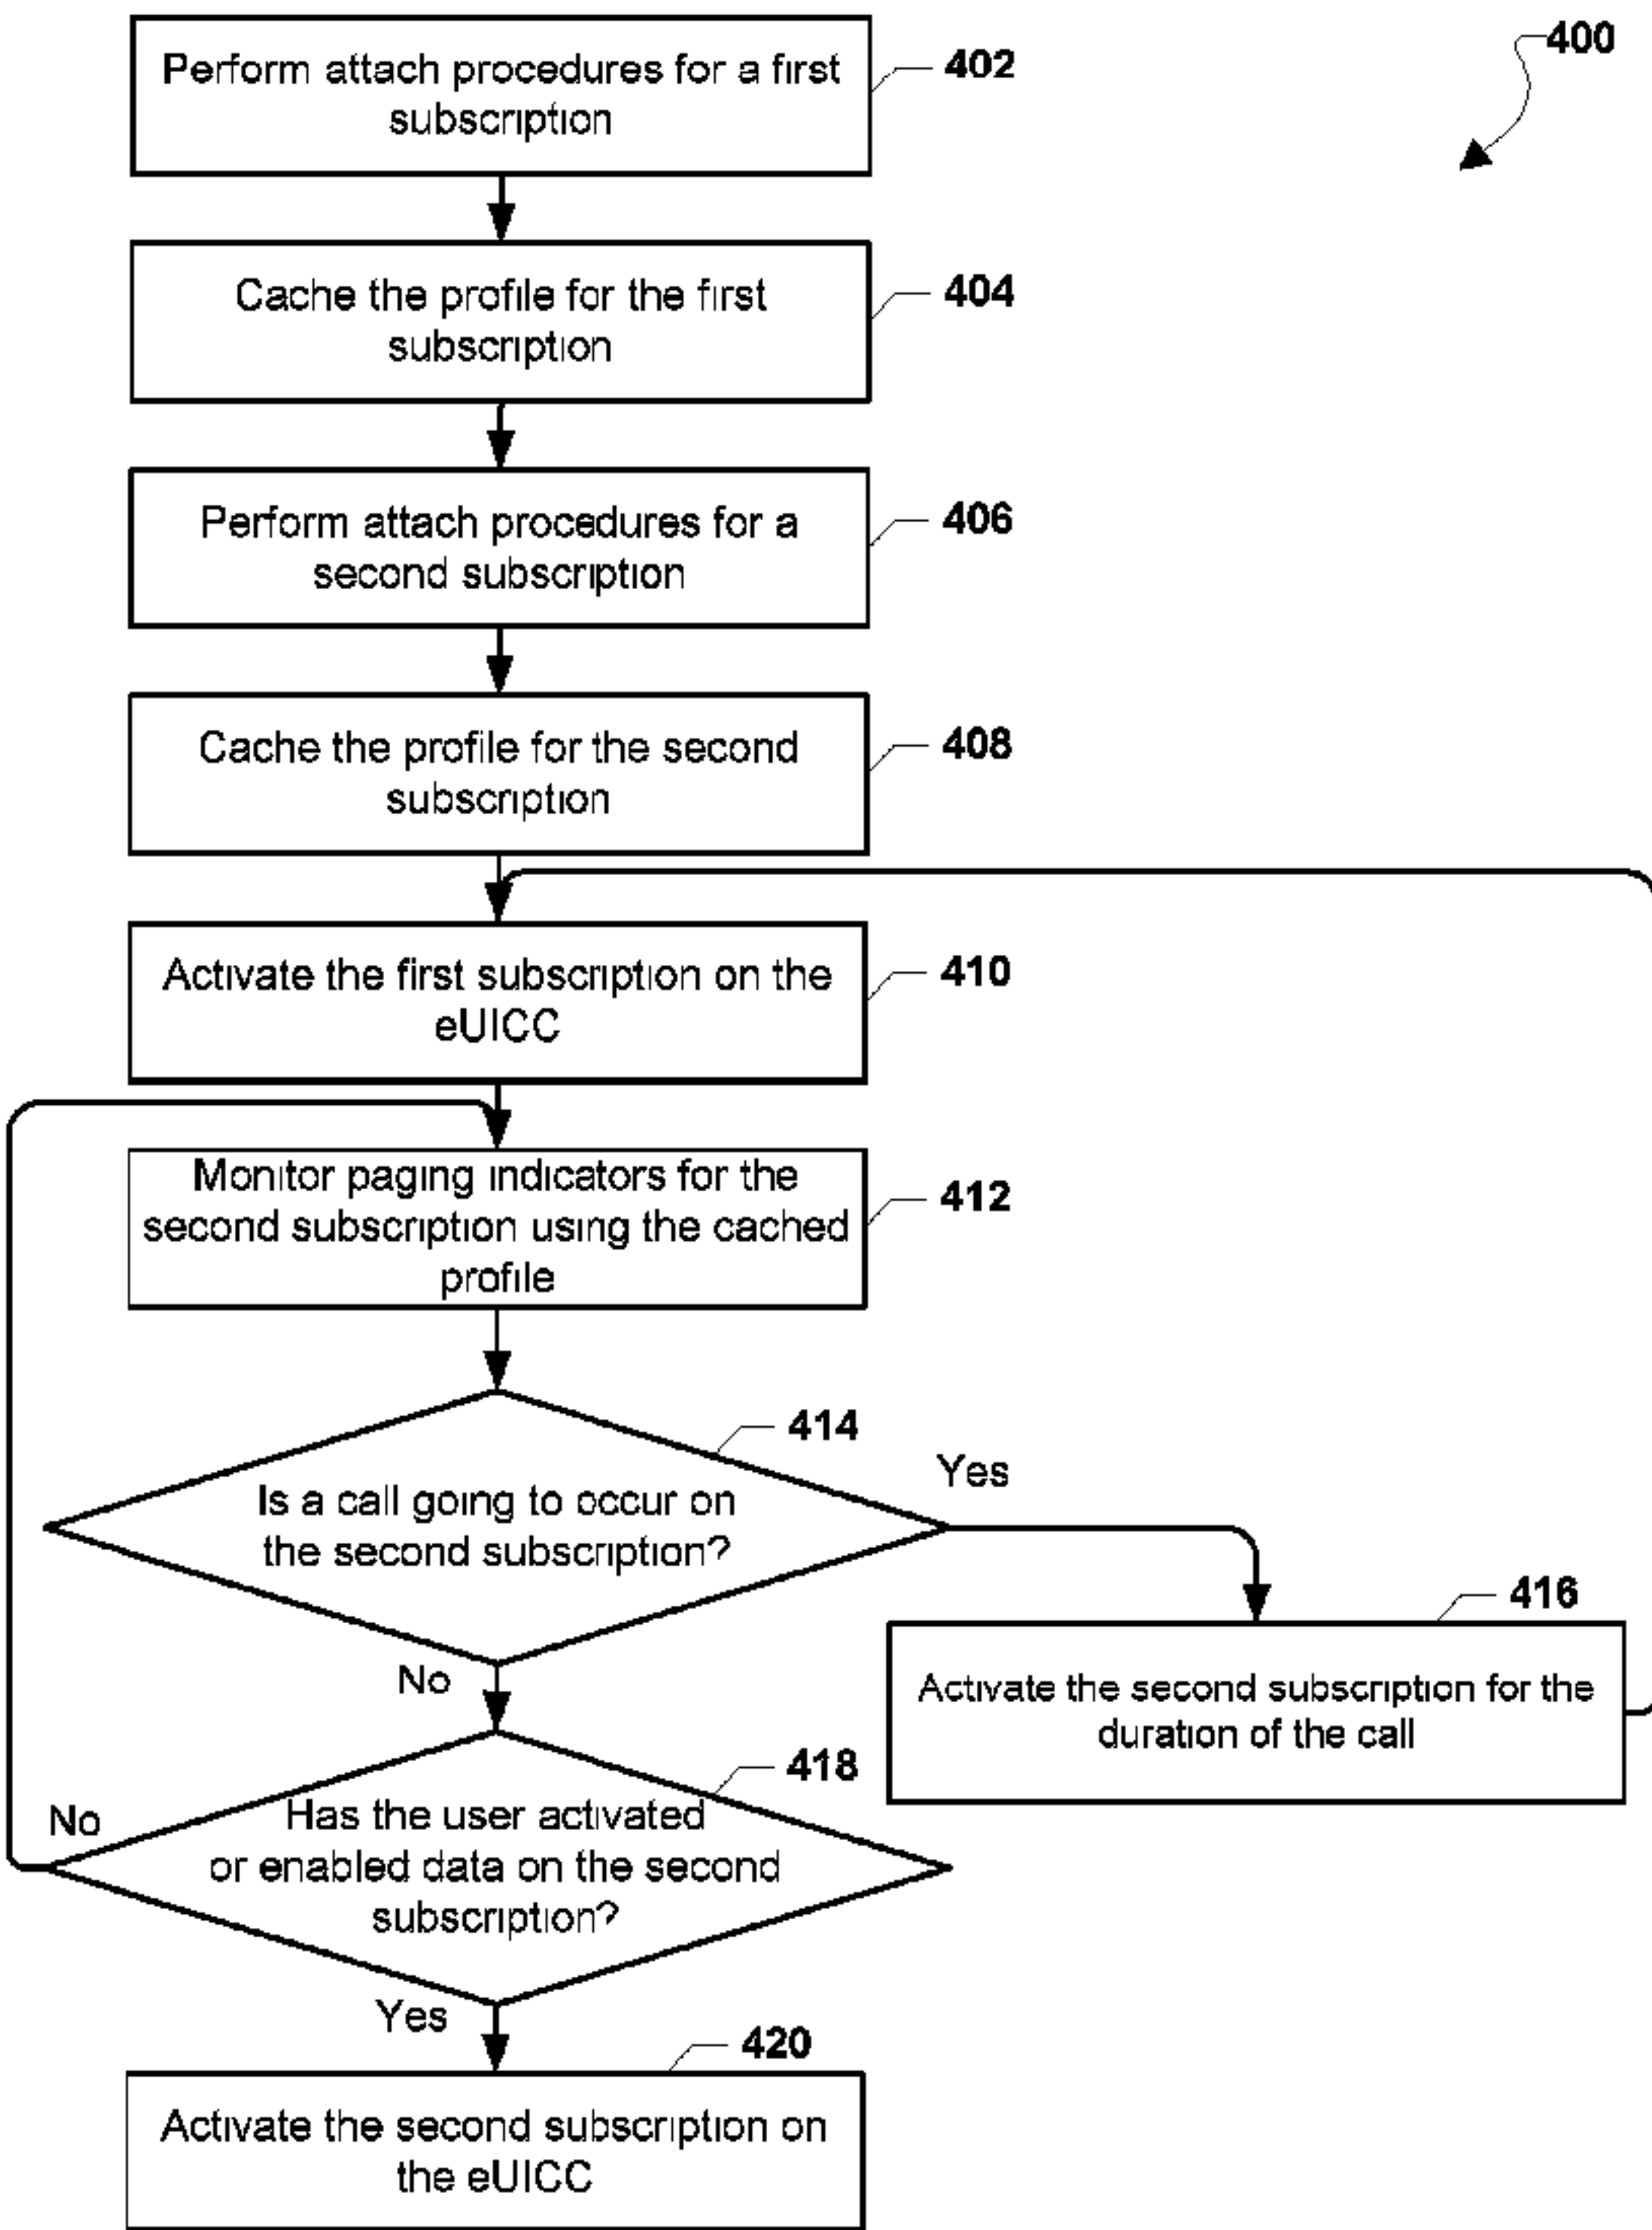 400
Perform attach procedures for a first
subscription
402
Cache the profile for the first
subscription
404
Perform attach procedures for a
second subscription
406
Cache the profile for the second
subscription
408
Activate the first subscription on the
eUICC
410
Monitor paging indicators for the
second subscription using the cached
profile
412
414
Is a call going to occur on
the second subscription?
Yes
No
416
Activate the second subscription for the
duration of the call
418
Has the user activated
or enabled data on the second
subscription?
No
Yes
420
Activate the second subscription on
the eUICC